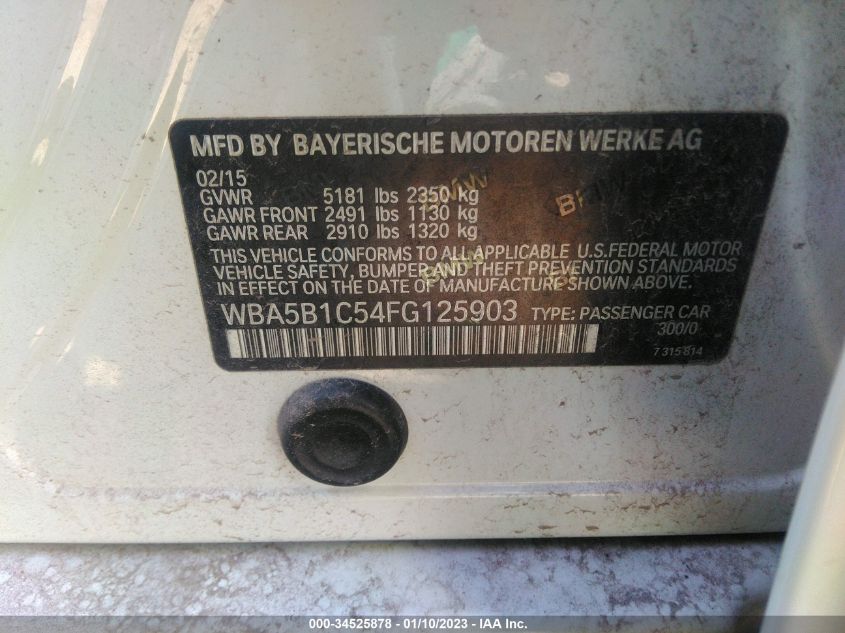 MFD BY BAYERISCHE MOTOREN WERKE AG
02/15
GVWR 5181 lbs 2350 kg
GAWR FRONT 2491 lbs 1130 kg
GAWR REAR 2910 lbs 1320 kg
THIS VEHICLE CONFORMS TO ALL APPLICABLE U.S.FEDERAL MOTOR
VEHICLE SAFETY, BUMPER AND THEFT PREVENTION STANDARDS
IN EFFECT ON THE DATE OF MANUFACTURE SHOWN ABOVE.
WBA5B1C54FG125903 TYPE: PASSENGER CAR
300/0
7 315 814
000-34525878 - 01/10/2023 - IAA Inc.